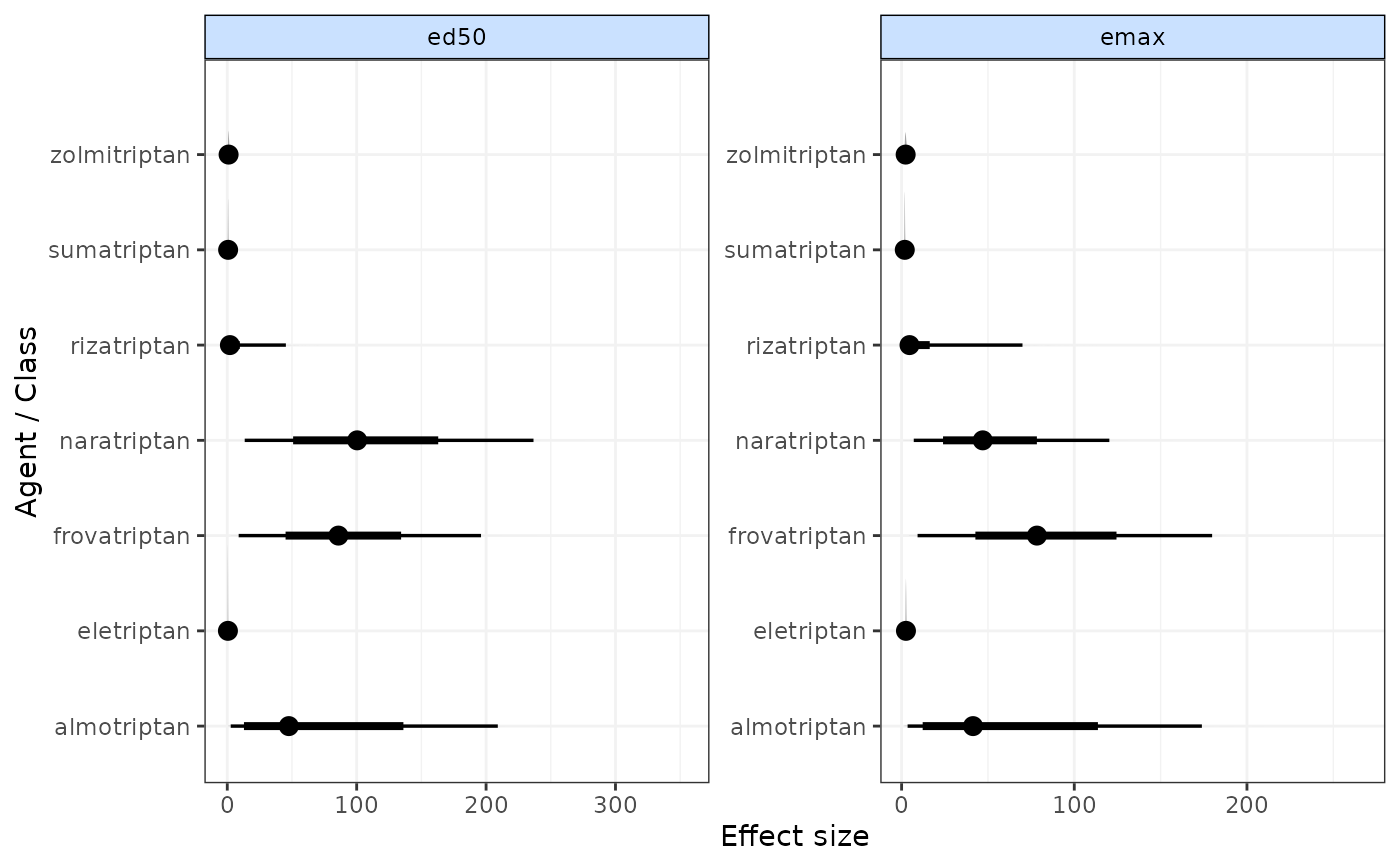 ed50
emax
Agent / Class
zolmitriptan
sumatriptan
rizatriptan
naratriptan
frovatriptan
eletriptan
almotriptan
0 100 200 300
zolmitriptan
sumatriptan
rizatriptan
naratriptan
frovatriptan
eletriptan
almotriptan
0 100 200
Effect size